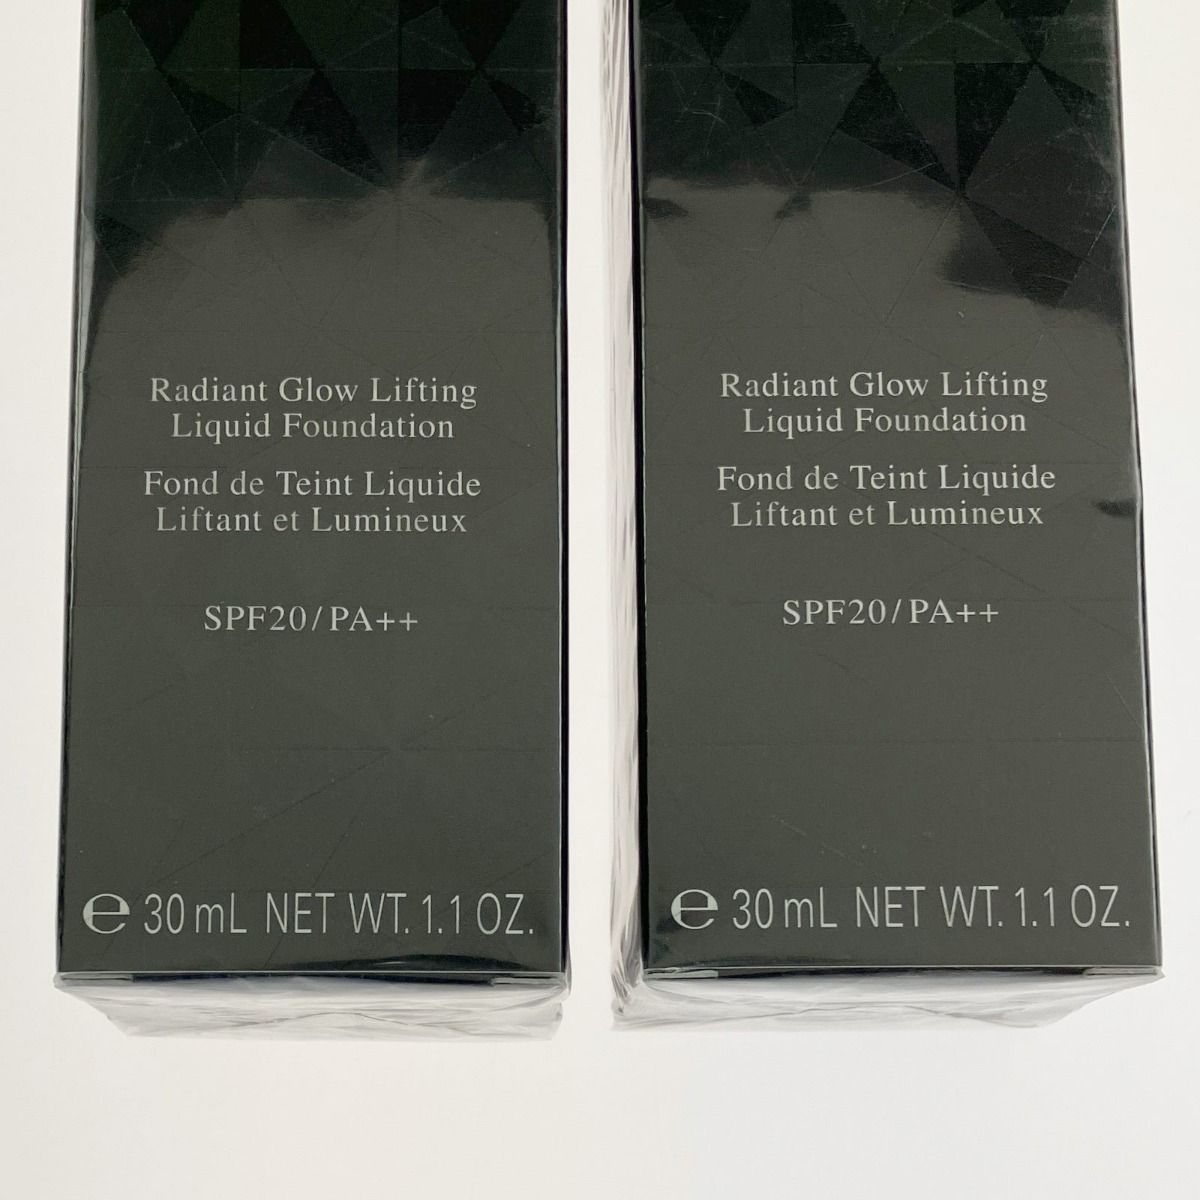 Radiant Glow Lifting
Liquid Foundation
Fond de Teint Liquide
Liftant et Lumineux
SPF20/PA++
℮ 30 mL NET WT. 1.1 OZ.
Radiant Glow Lifting
Liquid Foundation
Fond de Teint Liquide
Liftant et Lumineux
SPF20/PA++
℮ 30 mL NET WT. 1.1 OZ.